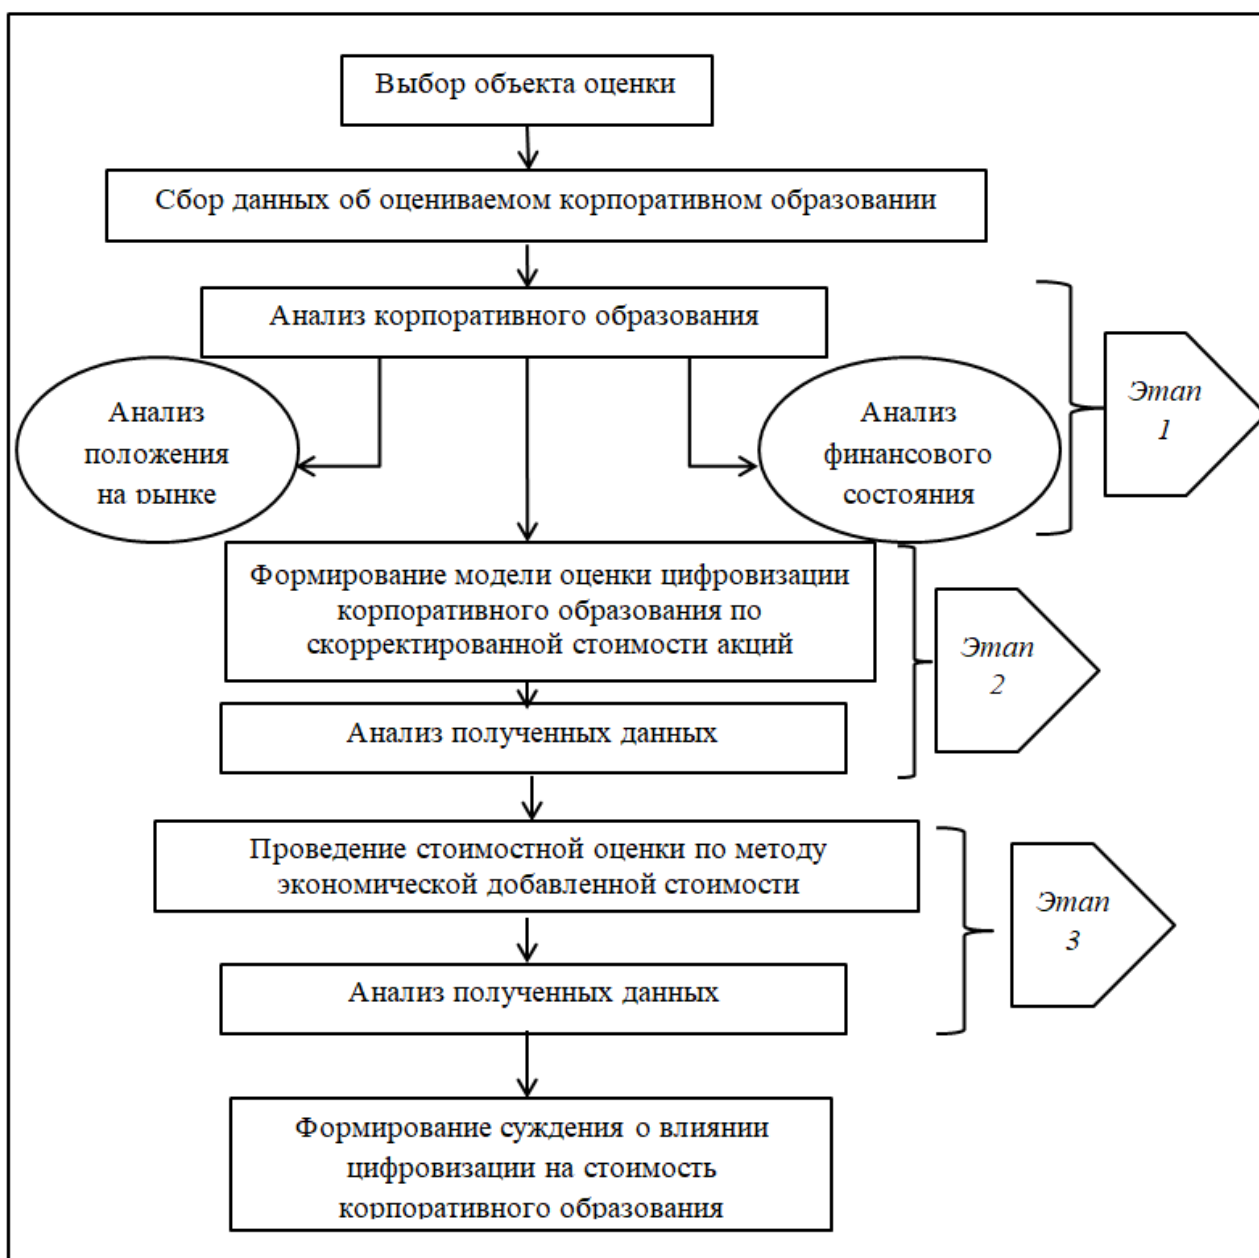 Выбор объекта оценки
Сбор данных об оцениваемом корпоративном образовании
Анализ корпоративного образования
Анализ
положения
на рынке
Анализ
финансового
состояния
Этап
1
Формирование модели оценки цифровизации
корпоративного образования по
скорректированной стоимости акций
Анализ полученных данных
Этап
2
Проведение стоимостной оценки по методу
экономической добавленной стоимости
Анализ полученных данных
Этап
3
Формирование суждения о влиянии
цифровизации на стоимость
корпоративного образования